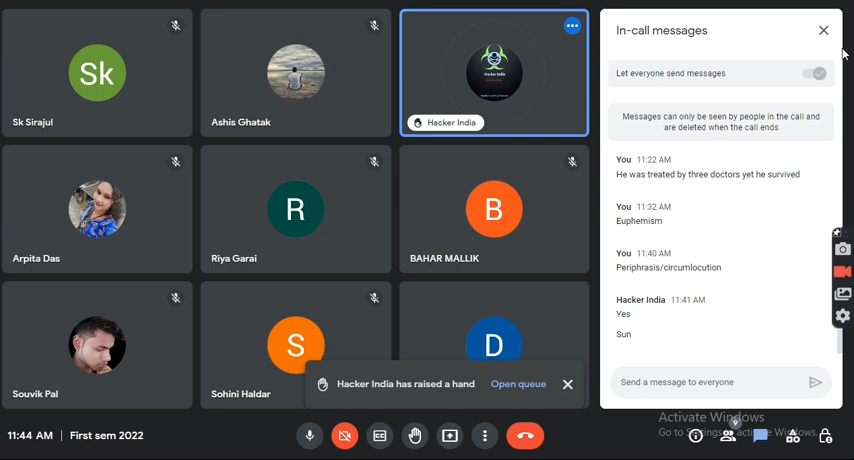 In-call messages
Let everyone send messages
Messages can only be seen by people in the call and
are deleted when the call ends
Sk
Sk Sirajul
Ashis Ghatak
Hacker India
Hacker India
Arpita Das
R
Riya Garai
B
BAHAR MALLIK
Souvik Pal
S
Sohini Haldar
D
Hacker India has raised a hand Open queue
You 11:22 AM
He was treated by three doctors yet he survived
You 11:32 AM
Euphemism
You 11:40 AM
Periphrasis/circumlocution
Hacker India 11:41 AM
Yes
Sun
Send a message to everyone
Activate Windows
Go to Settings activate Windows.
9
11:44 AM | First sem 2022